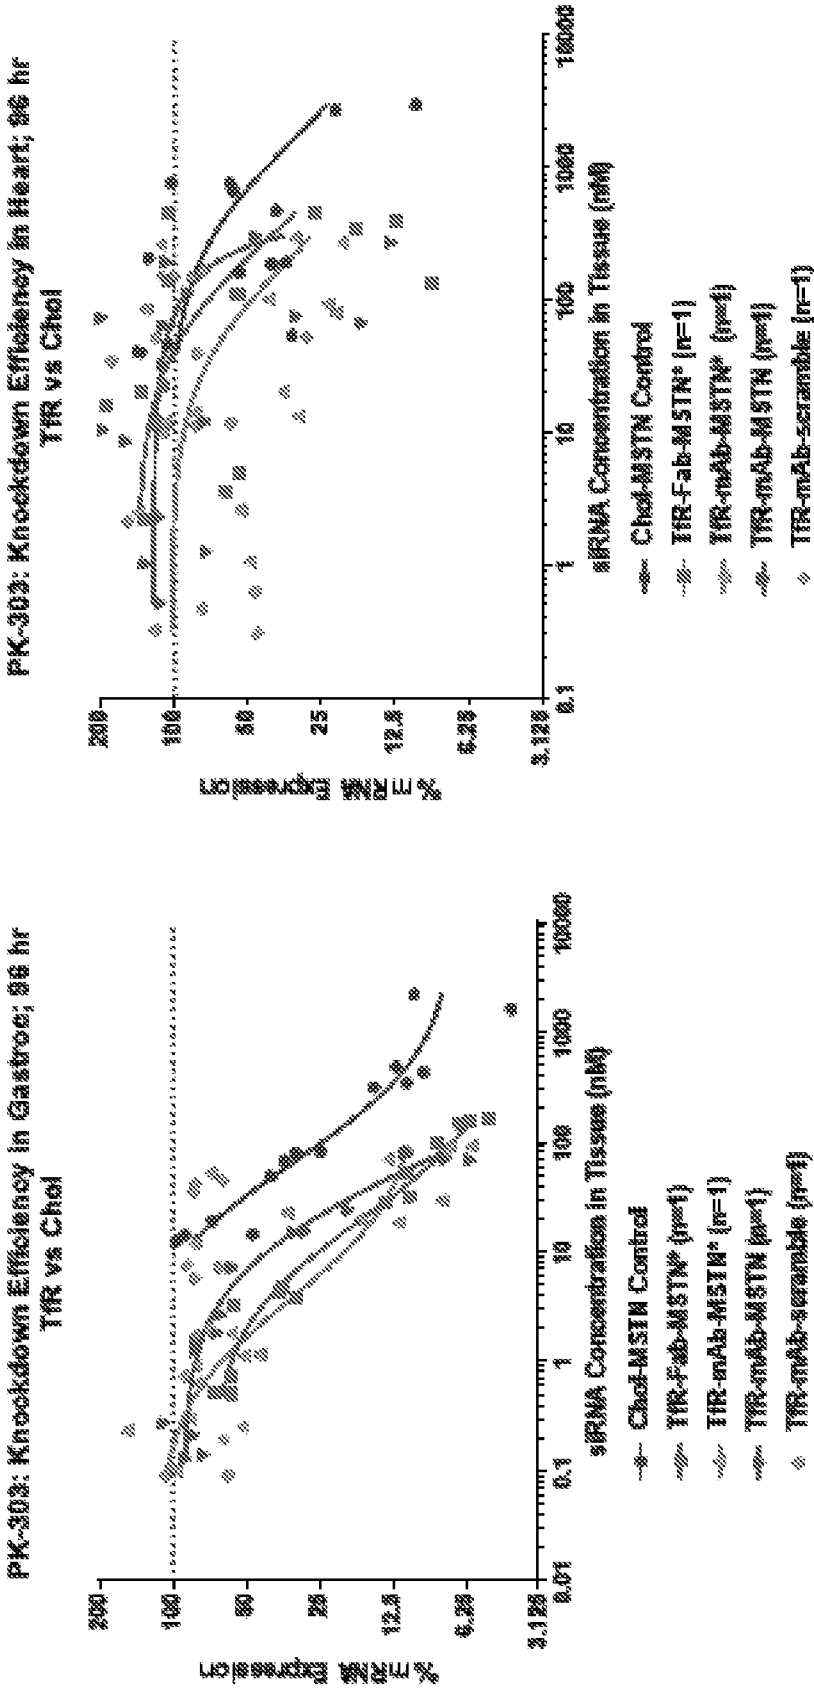 PK-303: Knockdown Efficiency in Gastroc; 96 hr
TfR vs Chol
% mRNA Expression
200
100
50
25
12.5
6.25
3.125
0.01
0.1
1
10
100
1000
10000
siRNA Concentration in Tissue (nM)
Chol-MSTN Control
TfR-Fab-MSTN* (n=1)
TfR-mAb-MSTN* (n=1)
TfR-mAb-MSTN (n=1)
TfR-mAb-scramble (n=1)
PK-303: Knockdown Efficiency in Heart; 96 hr
TfR vs Chol
% mRNA Expression
200
100
50
25
12.5
6.25
3.125
0.1
1
10
100
1000
10000
siRNA Concentration in Tissue (nM)
Chol-MSTN Control
TfR-Fab-MSTN* (n=1)
TfR-mAb-MSTN* (n=1)
TfR-mAb-MSTN (n=1)
TfR-mAb-scramble (n=1)